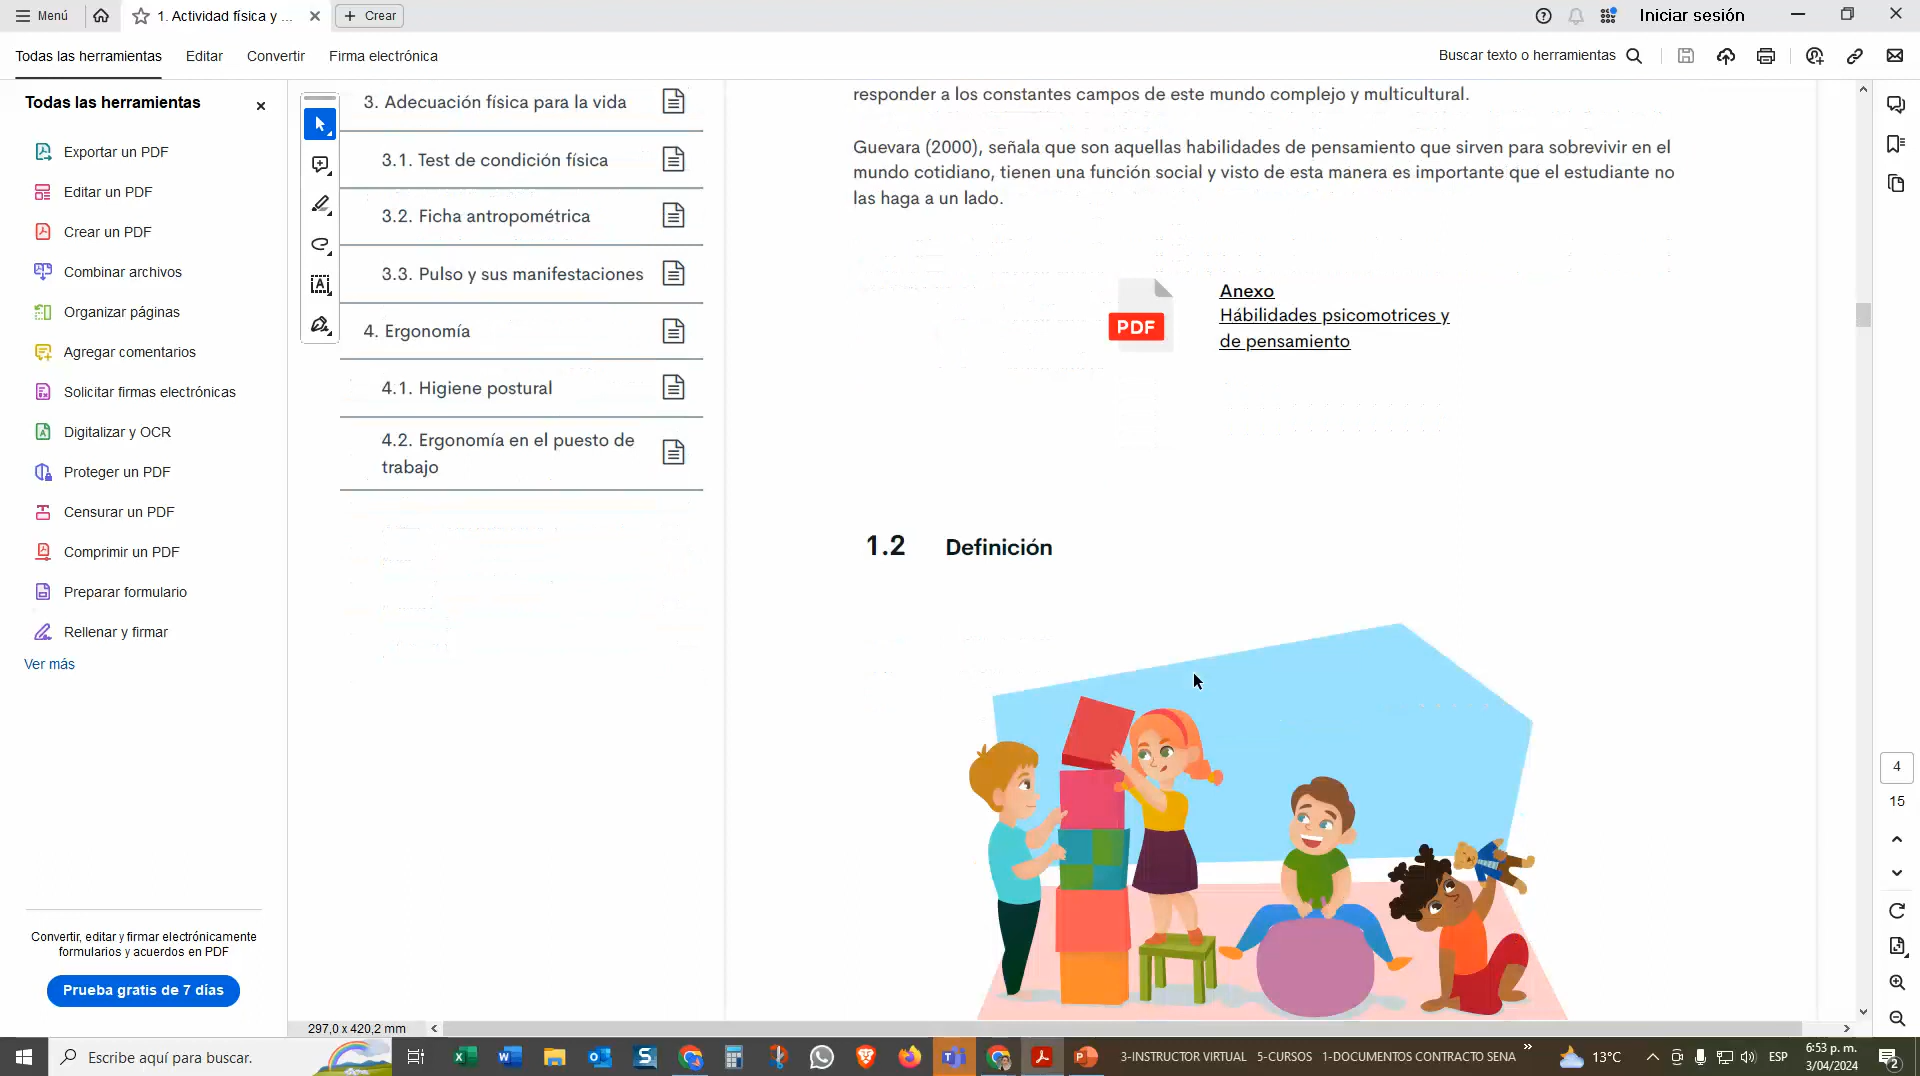 Menú
1. Actividad física y ...
Crear
Iniciar sesión
Todas las herramientas
Editar
Convertir
Firma electrónica
Buscar texto o herramientas
Todas las herramientas
Exportar un PDF
Editar un PDF
Crear un PDF
Combinar archivos
Organizar páginas
Agregar comentarios
Solicitar firmas electrónicas
Digitalizar y OCR
Proteger un PDF
Censurar un PDF
Comprimir un PDF
Preparar formulario
Rellenar y firmar
Ver más
Convertir, editar y firmar electrónicamente
formularios y acuerdos en PDF
Prueba gratis de 7 días
3. Adecuación física para la vida
3.1. Test de condición física
3.2. Ficha antropométrica
3.3. Pulso y sus manifestaciones
4. Ergonomía
4.1. Higiene postural
4.2. Ergonomía en el puesto de
trabajo
responder a los constantes campos de este mundo complejo y multicultural.
Guevara (2000), señala que son aquellas habilidades de pensamiento que sirven para sobrevivir en el
mundo cotidiano, tienen una función social y visto de esta manera es importante que el estudiante no
las haga a un lado.
PDF
Anexo
Hábilidades psicomotrices y
de pensamiento
1.2 Definición
4
15
297,0 x 420,2 mm
Escribe aquí para buscar.
3-INSTRUCTOR VIRTUAL
5-CURSOS
1-DOCUMENTOS CONTRATO SENA
13°C
ESP
6:53 p. m.
3/04/2024
2